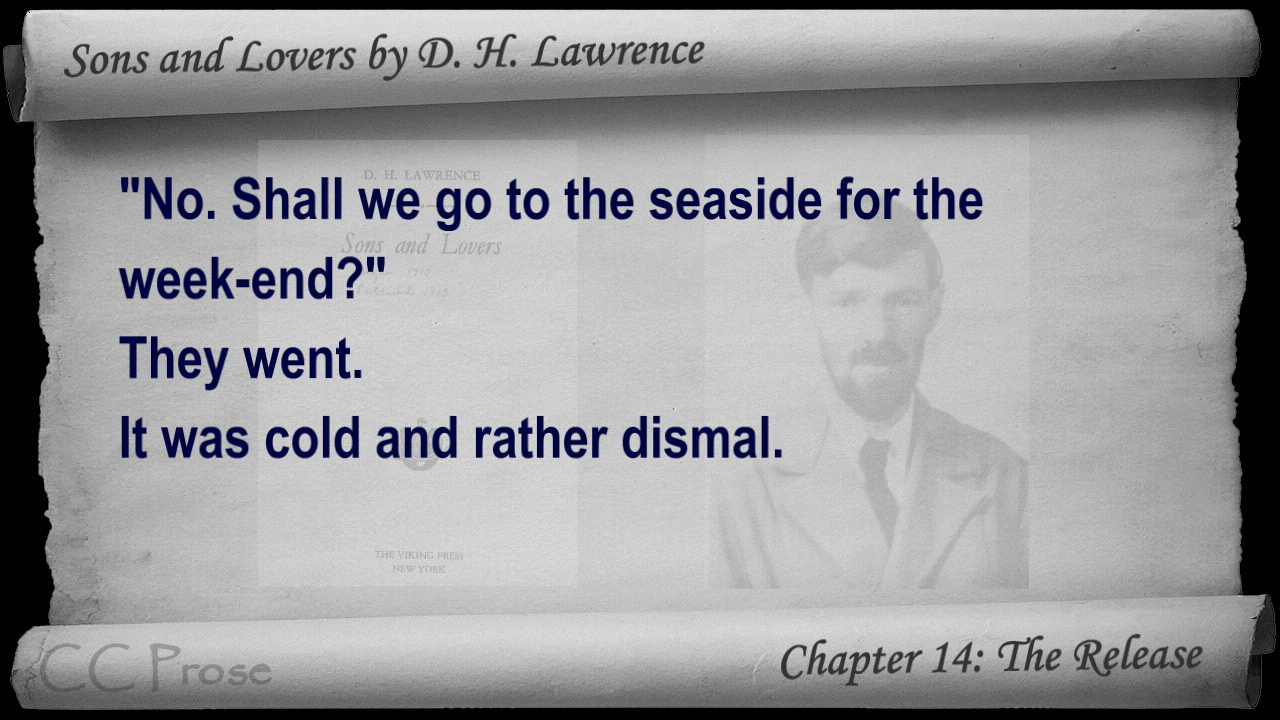 Sons and Lovers by D. H. Lawrence
D. H. LAWRENCE
"No. Shall we go to the seaside for the
Sons and Lovers
week-end?"
They went.
It was cold and rather dismal.
THE VIKING PRESS
NEW YORK
CC Prose
Chapter 14: The Release